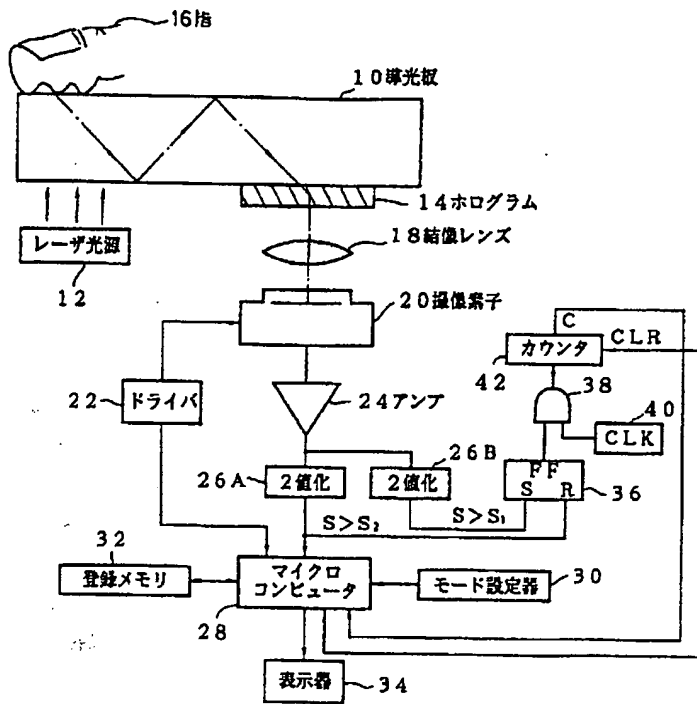 16指
10導光板
14ホログラム
レーザ光源
12
18結像レンズ
20撮像素子
C
カウンタ
CLR
42
38
22
ドライバ
24アンプ
40
CLK
26B
26A
2値化
2値化
FF
S R
36
S>S₂
S>S₁
32
登録メモリ
マイクロ
コンピュータ
28
モード設定器
30
表示器
34